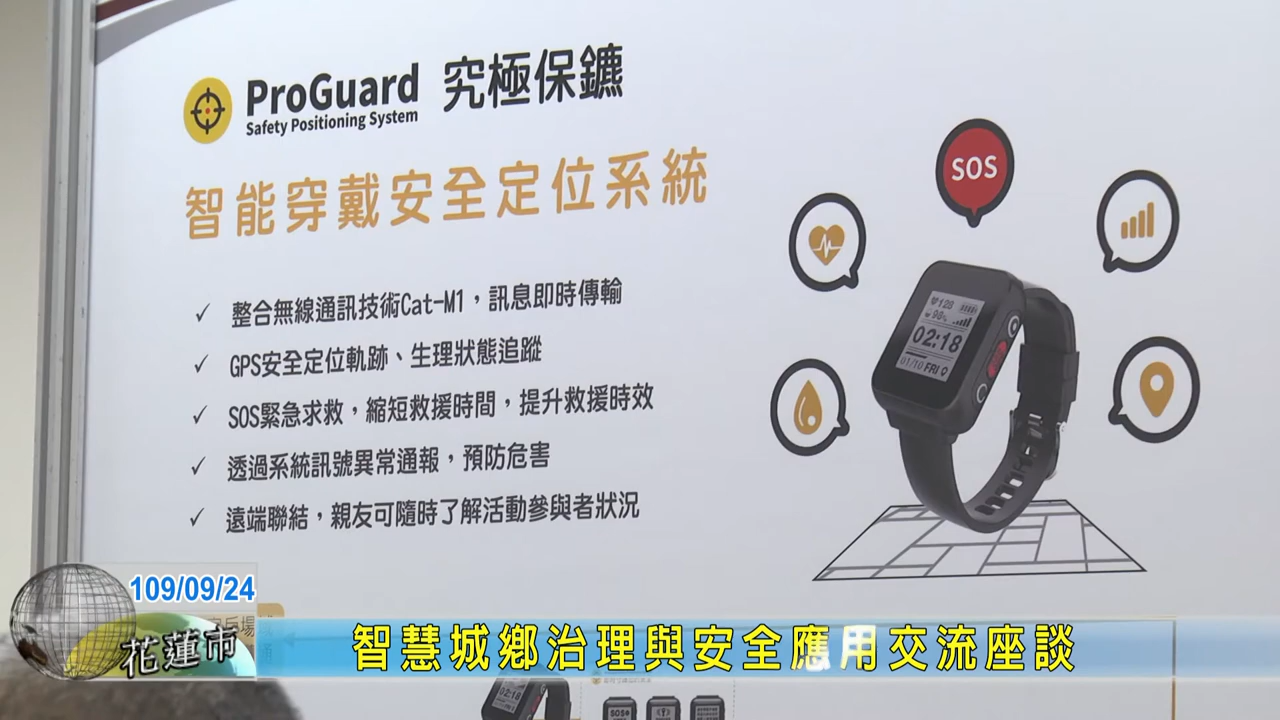 ProGuard 究極保鑣
Safety Positioning System
智能穿戴安全定位系統
✓ 整合無線通訊技術Cat-M1，訊息即時傳輸
✓ GPS安全定位軌跡、生理狀態追蹤
✓ SOS緊急求救，縮短救援時間，提升救援時效
✓ 透過系統訊號異常通報，預防危害
✓ 遠端聯結，親友可隨時了解活動參與者狀況
SOS
128
98%
02:18
01/10 FRI
109/09/24
花蓮市
智慧城鄉治理與安全應用交流座談
SOS